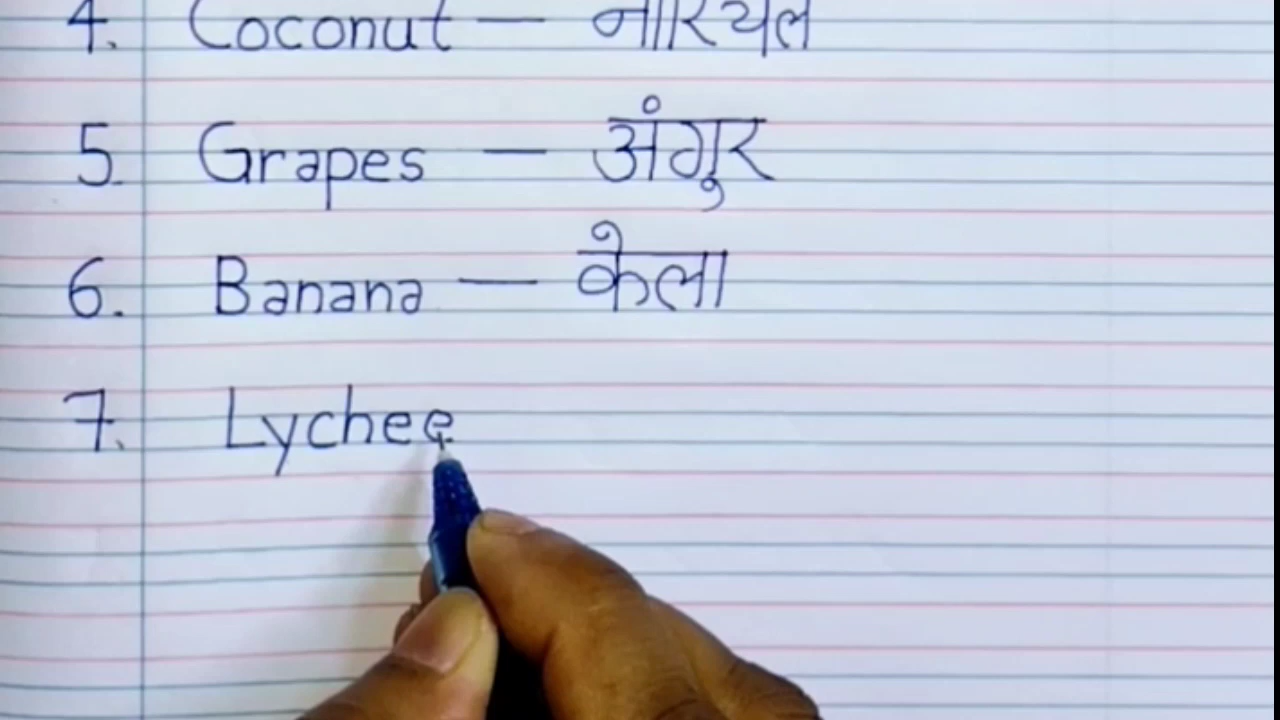 4. Coconut — नारियल
5. Grapes — अंगुर
6. Banana — केला
7. Lychee